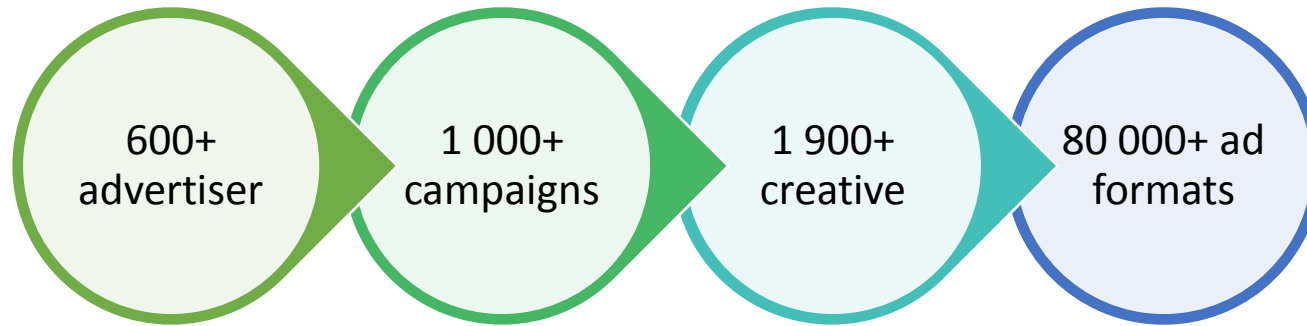 600+
advertiser
1 000+
campaigns
1 900+
creative
80 000+ ad
formats